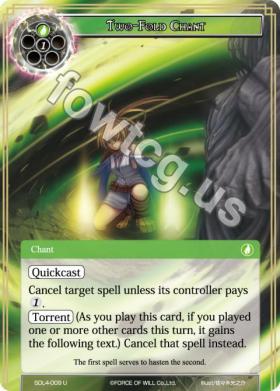 Two-Fold Chant
1
fowtcg.us
Chant
Quickcast
Cancel target spell unless its controller pays
1.
Torrent (As you play this card, if you played
one or more other cards this turn, it gains
the following text.) Cancel that spell instead.
The first spell serves to hasten the second.
SDL4-009 U
©FORCE OF WILL Co.,Ltd.